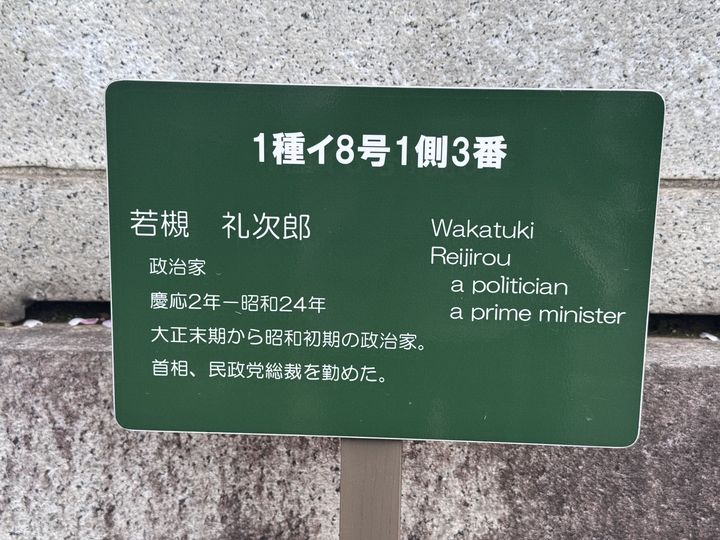 1種イ8号1側3番
若槻　礼次郎
政治家
慶応2年ー昭和24年
大正末期から昭和初期の政治家。
首相、民政党総裁を勤めた。
Wakatuki
Reijirou
a politician
a prime minister